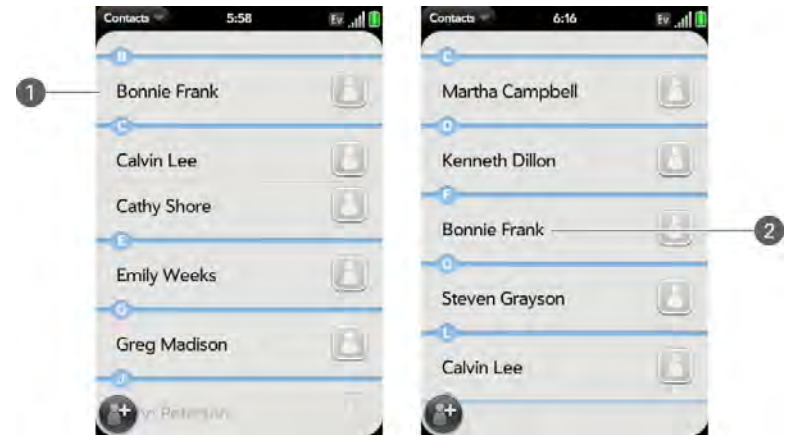 Contacts 5:58 Ev
B
1 Bonnie Frank
C
Calvin Lee
Cathy Shore
E
Emily Weeks
G
Greg Madison
J
Peterson
Contacts 6:16 Ev
C
Martha Campbell
D
Kenneth Dillon
F
Bonnie Frank 2
G
Steven Grayson
L
Calvin Lee